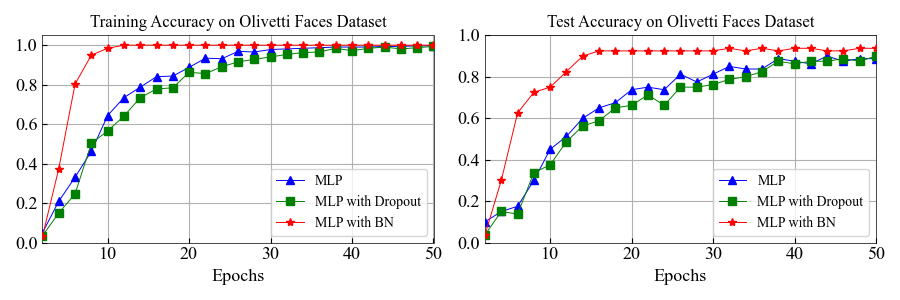 Training Accuracy on Olivetti Faces Dataset
1.0
0.8
0.6
0.4
0.2
0.0
10
20
30
40
50
Epochs
MLP
MLP with Dropout
MLP with BN
Test Accuracy on Olivetti Faces Dataset
1.0
0.8
0.6
0.4
0.2
0.0
10
20
30
40
50
Epochs
MLP
MLP with Dropout
MLP with BN